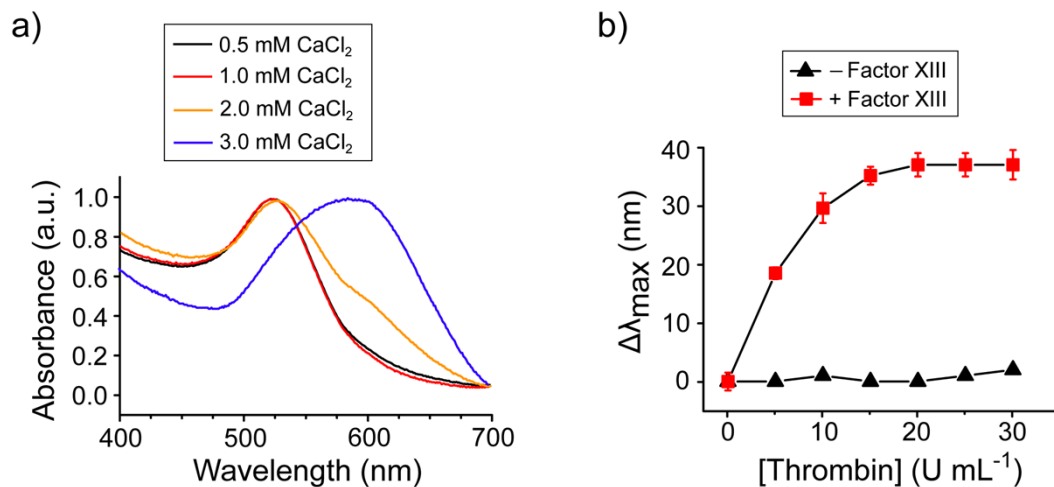 a)
0.5 mM CaCl₂
1.0 mM CaCl₂
2.0 mM CaCl₂
3.0 mM CaCl₂
Absorbance (a.u.)
1.0
0.8
0.6
0.4
0.2
0.0
400 500 600 700
Wavelength (nm)
b)
– Factor XIII
+ Factor XIII
Δλmax (nm)
40
30
20
10
0
0 10 20 30
[Thrombin] (U mL⁻¹)